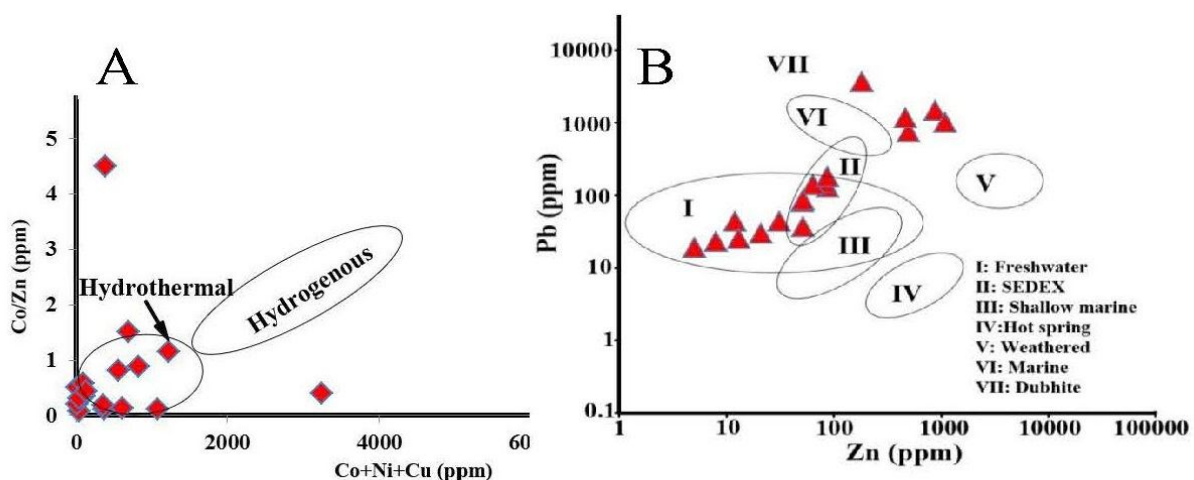 A
Co/Zn (ppm)
5
4
3
2
1
0
Hydrothermal
Hydrogenous
0
2000
4000
60
Co+Ni+Cu (ppm)
B
Pb (ppm)
10000
1000
100
10
1
0.1
VII
VI
II
I
V
III
IV
I: Freshwater
II: SEDEX
III: Shallow marine
IV:Hot spring
V: Weathered
VI: Marine
VII: Dubhite
1
10
100
1000
10000
100000
Zn (ppm)